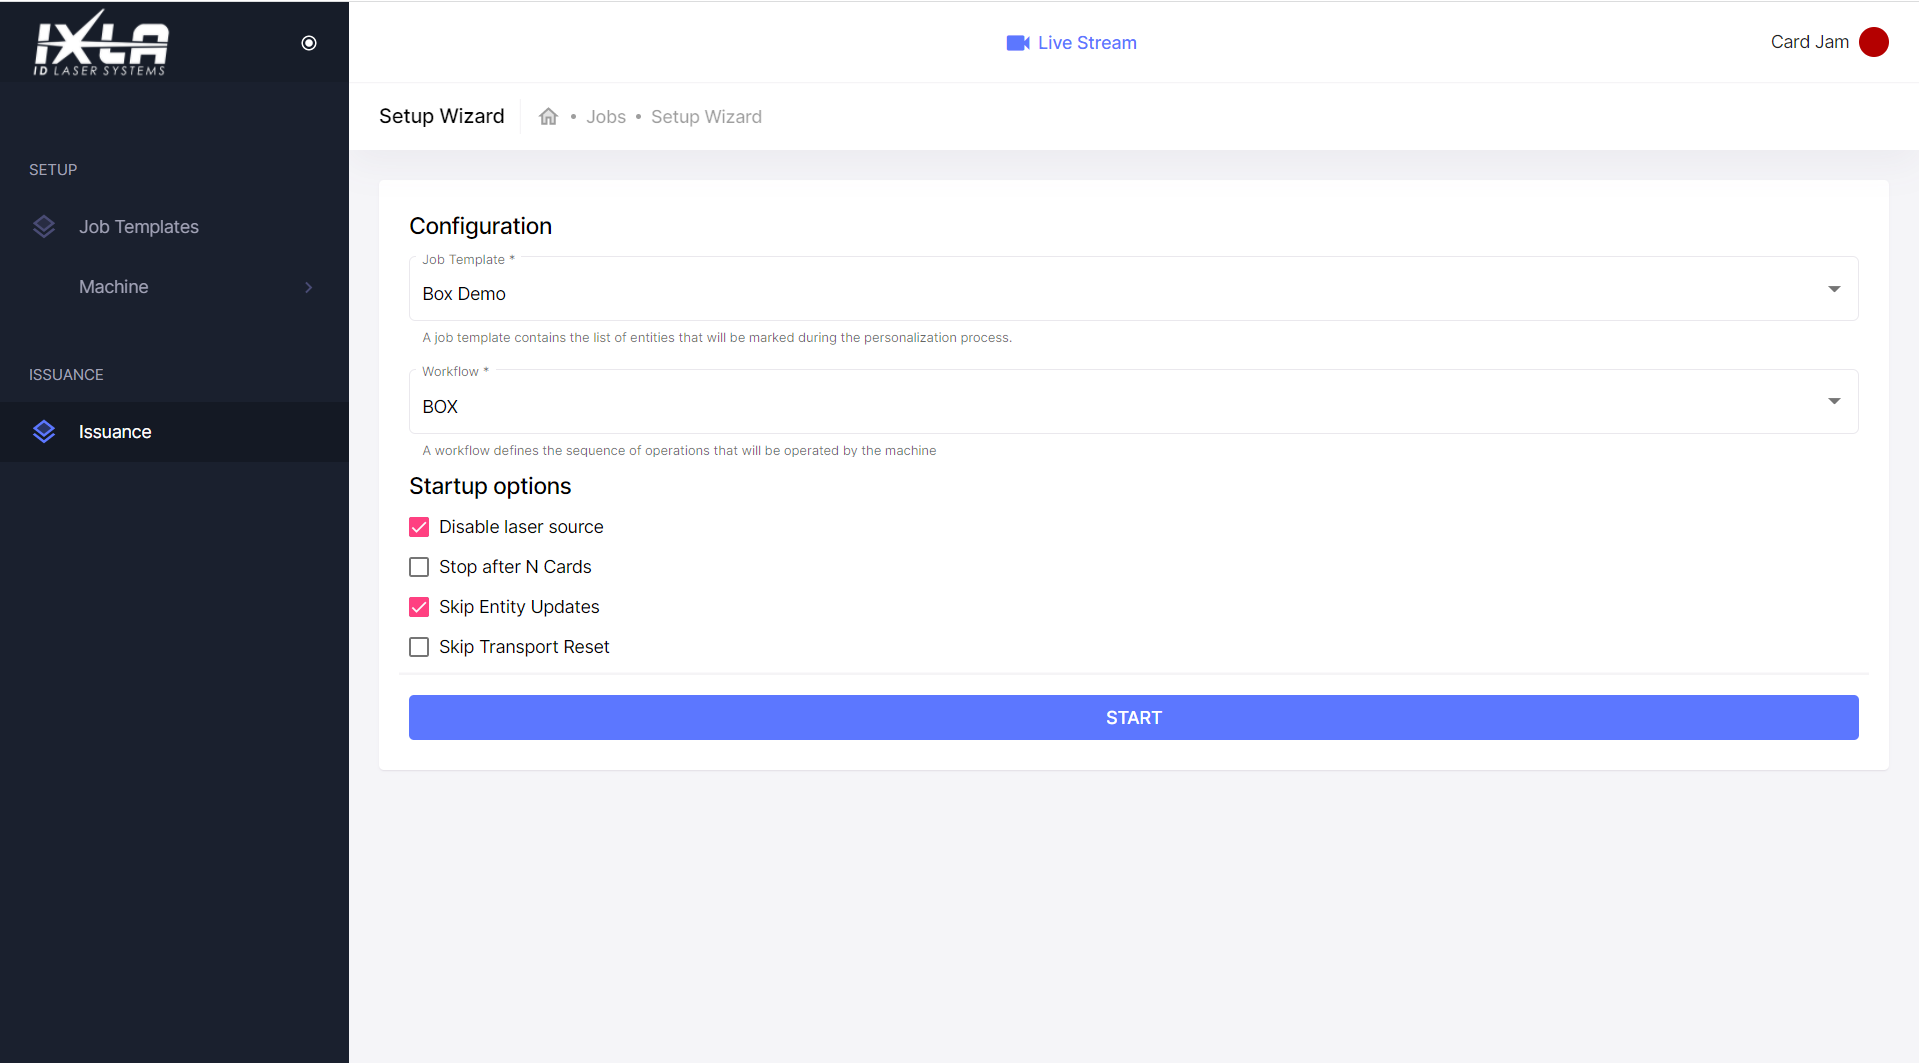 IXLA
ID LASER SYSTEMS
Live Stream
Card Jam
Setup Wizard
Jobs • Setup Wizard
SETUP
Job Templates
Machine
ISSUANCE
Issuance
Configuration
Job Template *
Box Demo
A job template contains the list of entities that will be marked during the personalization process.
Workflow *
BOX
A workflow defines the sequence of operations that will be operated by the machine
Startup options
Disable laser source
Stop after N Cards
Skip Entity Updates
Skip Transport Reset
START